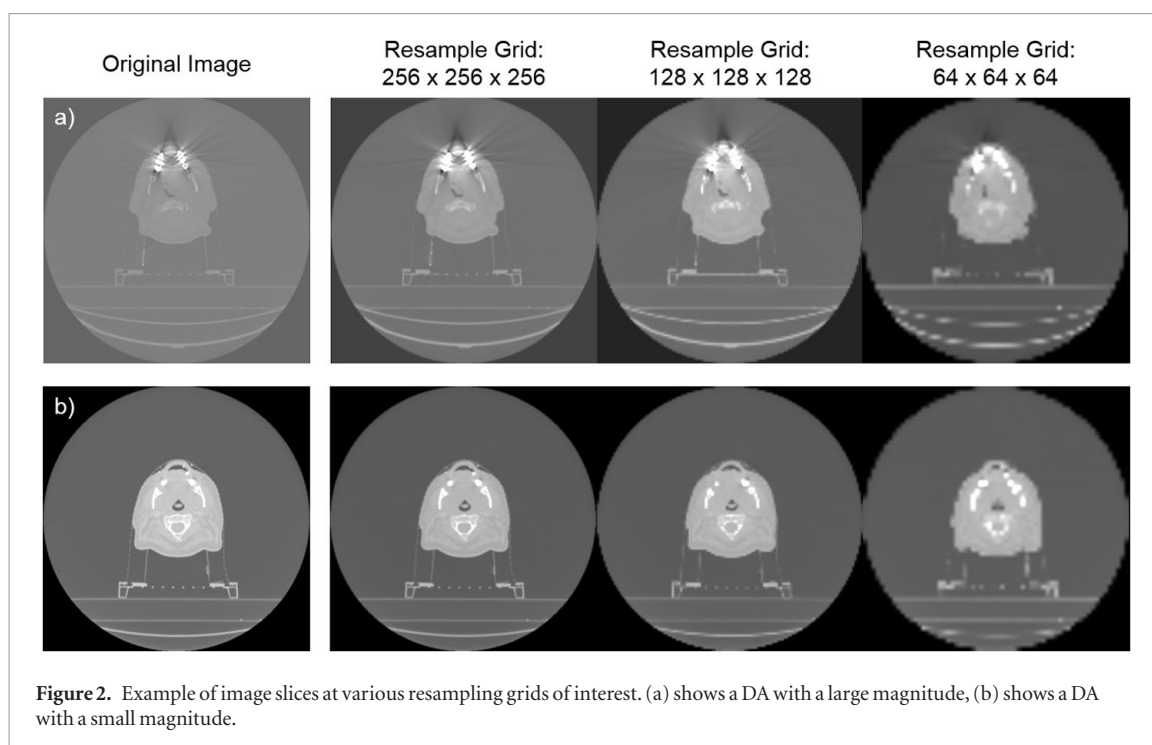 Original Image
Resample Grid:
256 x 256 x 256
Resample Grid:
128 x 128 x 128
Resample Grid:
64 x 64 x 64
a)
b)
Figure 2. Example of image slices at various resampling grids of interest. (a) shows a DA with a large magnitude, (b) shows a DA
with a small magnitude.